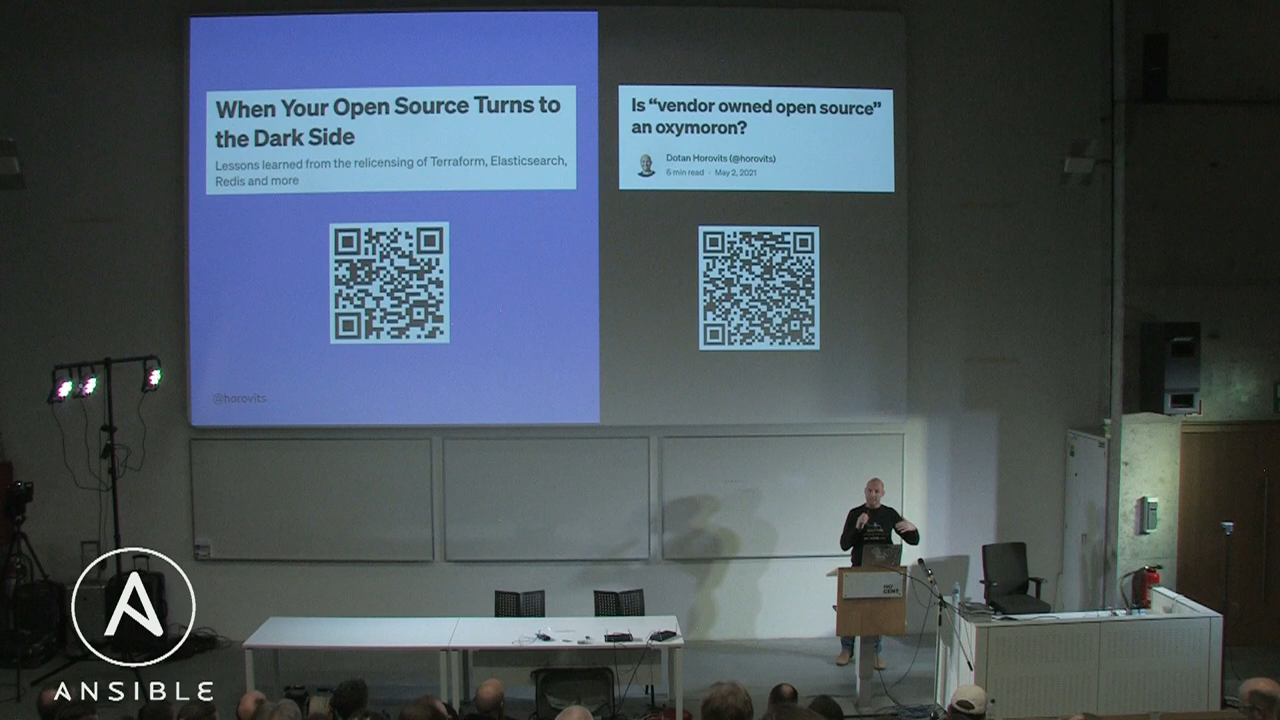 When Your Open Source Turns to
the Dark Side
Lessons learned from the relicensing of Terraform, Elasticsearch,
Redis and more
@horovits
Is “vendor owned open source”
an oxymoron?
Dotan Horovits (@horovits)
6 min read · May 2, 2021
HO
GENT
ANSIBLE